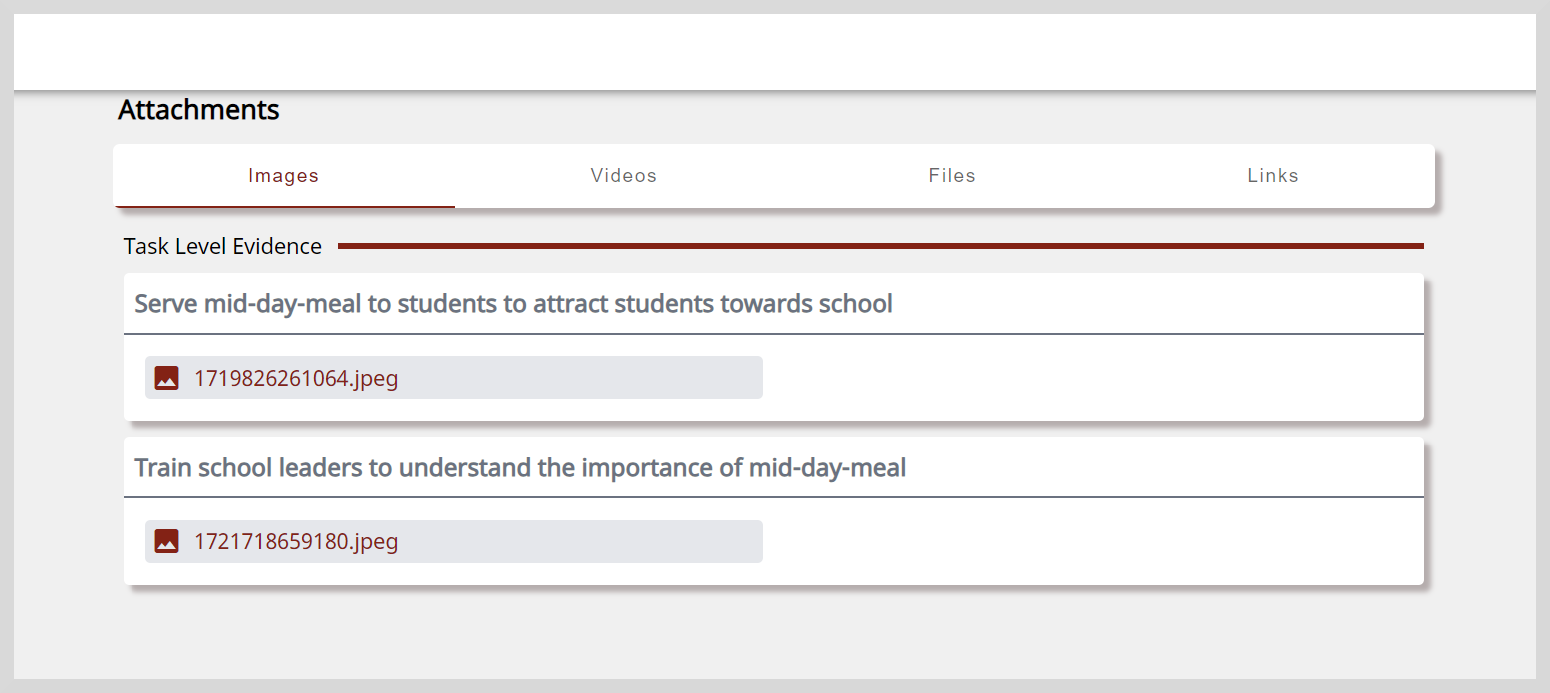 Attachments
Images
Videos
Files
Links
Task Level Evidence
Serve mid-day-meal to students to attract students towards school
1719826261064.jpeg
Train school leaders to understand the importance of mid-day-meal
1721718659180.jpeg